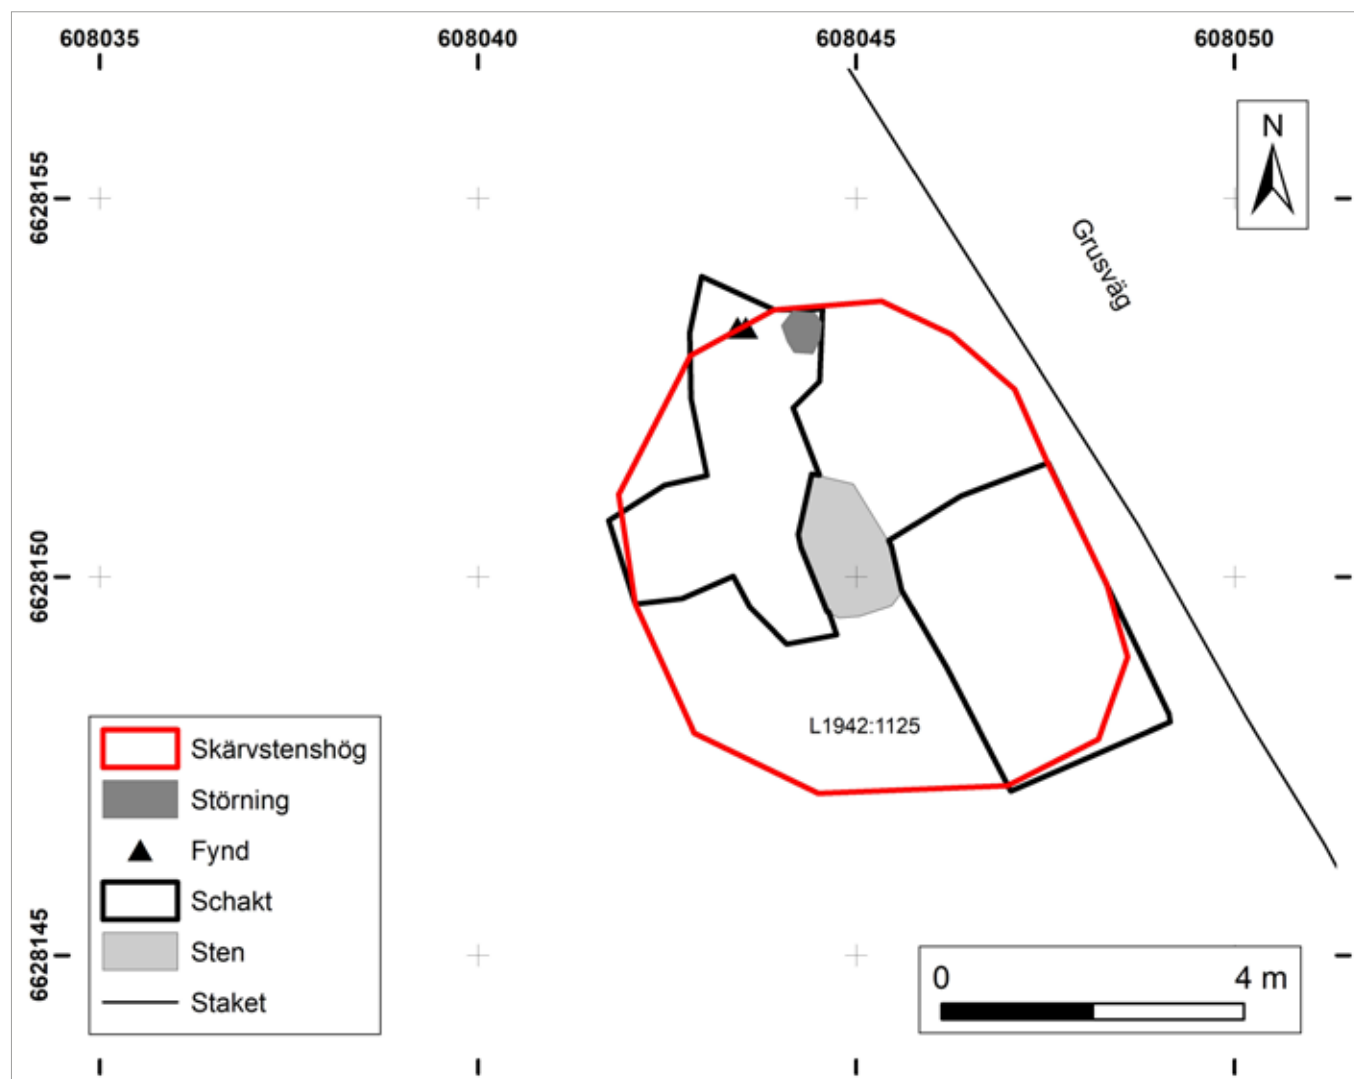 608035 608040 608045 608050
N
6628155
Grusväg
6628150
L1942:1125
Skärvstenshög
Störning
Fynd
Schakt
Sten
Staket
6628145
0 4 m